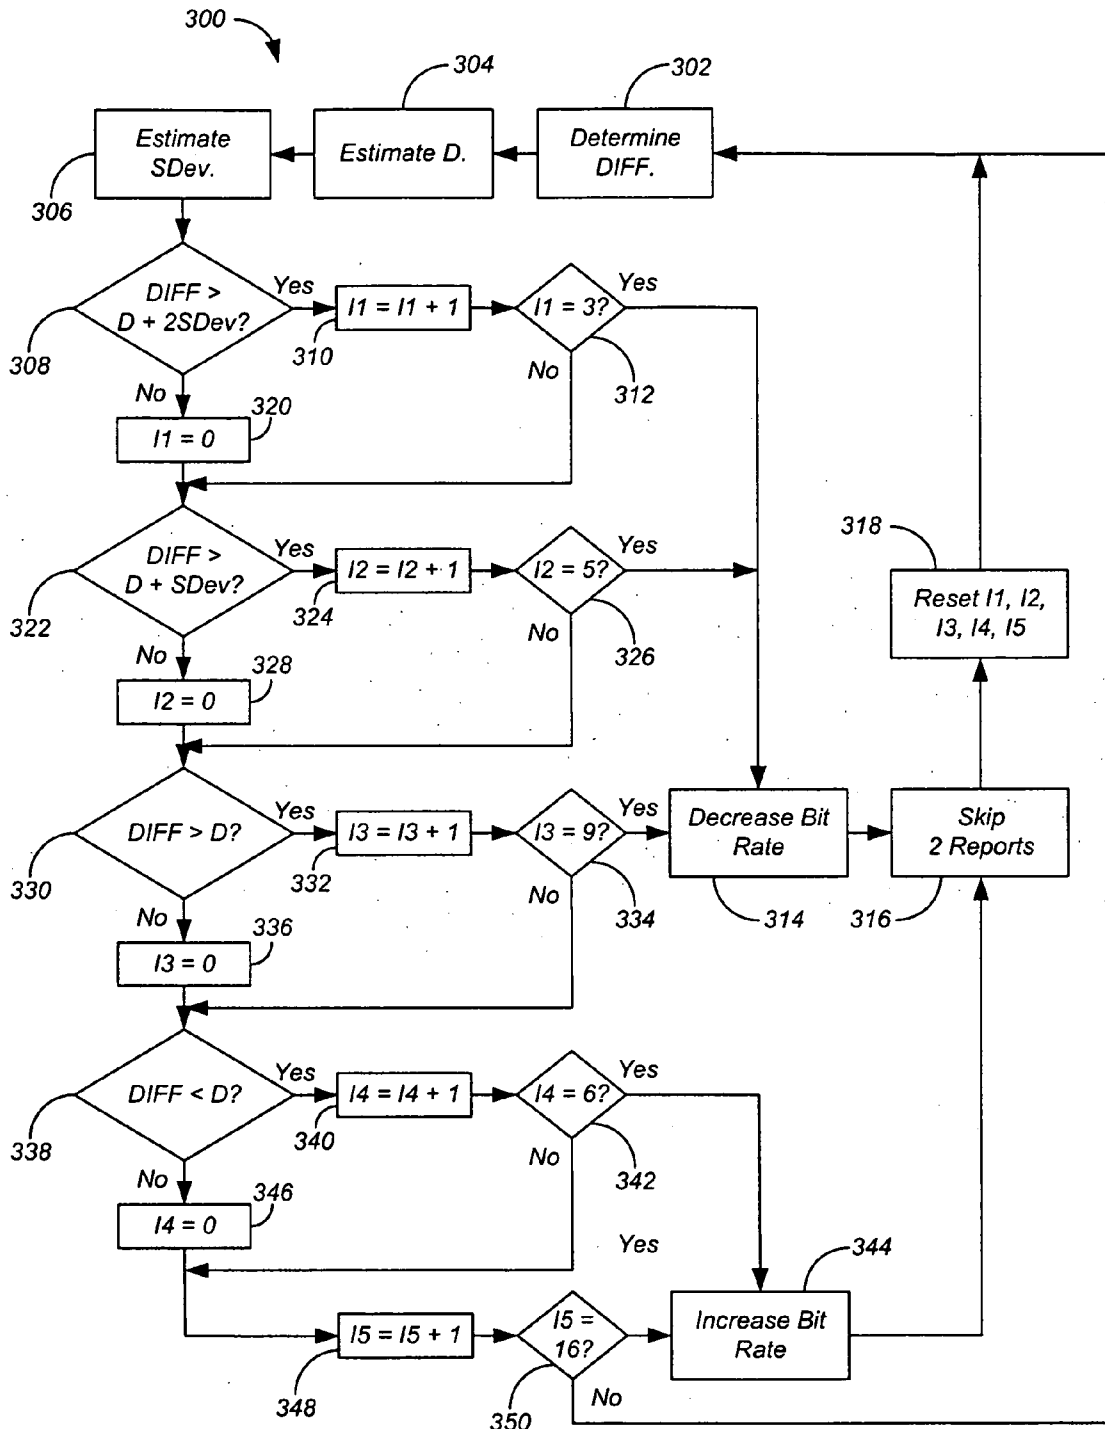 300
304
302
Estimate
SDev.
Estimate D.
Determine
DIFF.
306
DIFF >
D + 2SDev?
Yes
I1 = I1 + 1
I1 = 3?
Yes
308
310
312
No
No
320
I1 = 0
DIFF >
D + SDev?
Yes
I2 = I2 + 1
I2 = 5?
Yes
318
Reset I1, I2,
I3, I4, I5
322
324
326
No
No
328
I2 = 0
DIFF > D?
Yes
I3 = I3 + 1
I3 = 9?
Yes
Decrease Bit
Rate
Skip
2 Reports
330
332
334
314
316
No
No
336
I3 = 0
DIFF < D?
Yes
I4 = I4 + 1
I4 = 6?
Yes
338
340
342
No
No
346
I4 = 0
Yes
344
I5 = I5 + 1
I5 =
16?
Increase Bit
Rate
348
350
No